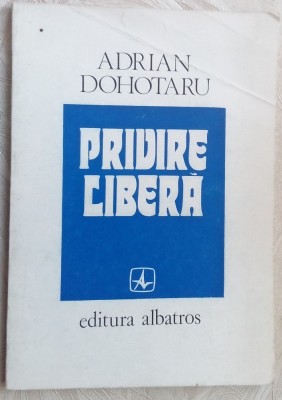 ADRIAN
DOHOTARU
PRIVIRE
LIBERĂ
editura albatros